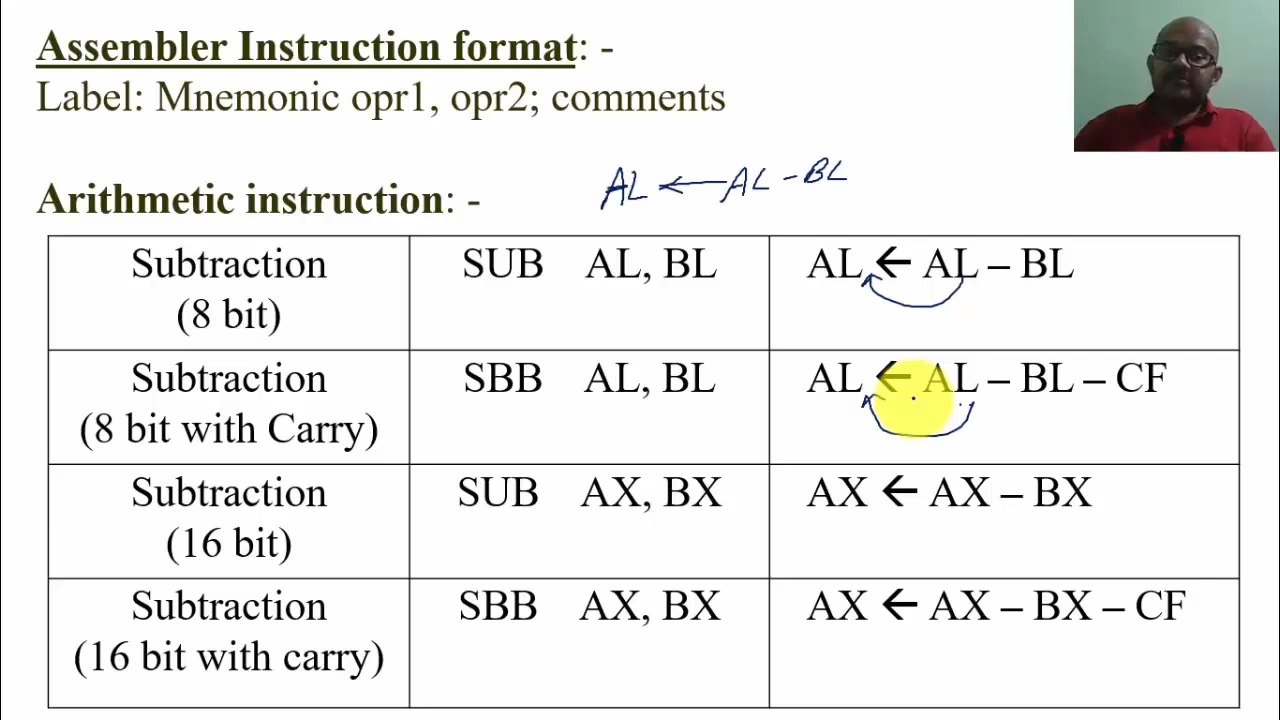 Assembler Instruction format: -
Label: Mnemonic opr1, opr2; comments
AL ← AL - BL
Arithmetic instruction: -
Subtraction SUB AL, BL AL ← AL – BL
(8 bit)
Subtraction SBB AL, BL AL ← AL – BL – CF
(8 bit with Carry)
Subtraction SUB AX, BX AX ← AX – BX
(16 bit)
Subtraction SBB AX, BX AX ← AX – BX – CF
(16 bit with carry)